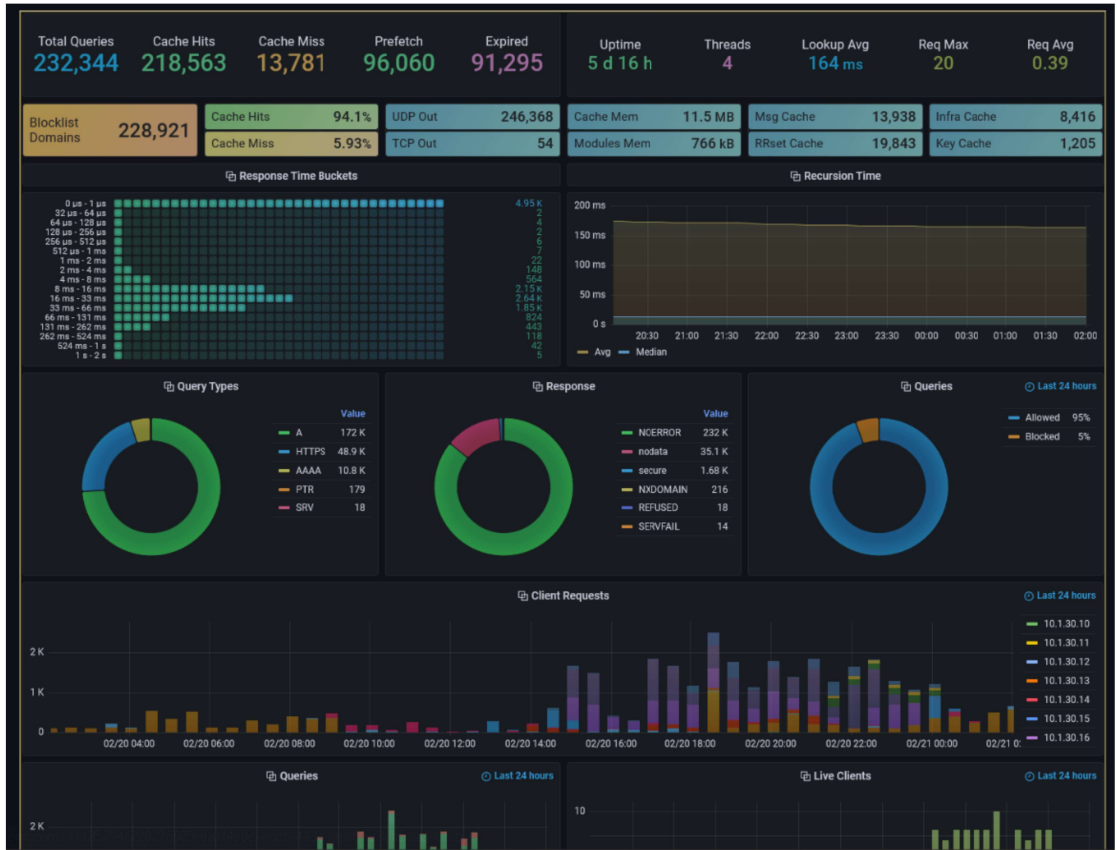 Total Queries Cache Hits Cache Miss Prefetch Expired
232,344 218,563 13,781 96,060 91,295
Uptime Threads Lookup Avg Req Max Req Avg
5 d 16 h 4 164 ms 20 0.39
Blocklist Domains 228,921
Cache Hits 94.1%
Cache Miss 5.93%
UDP Out 246,368
TCP Out 54
Cache Mem 11.5 MB
Modules Mem 766 kB
Msg Cache 13,938
RRset Cache 19,843
Infra Cache 8,416
Key Cache 1,205
Response Time Buckets
0 µs - 1 µs 4.95 K
32 µs - 64 µs 2
64 µs - 128 µs 4
128 µs - 256 µs 2
256 µs - 512 µs 6
512 µs - 1 ms 7
1 ms - 2 ms 22
2 ms - 4 ms 148
4 ms - 8 ms 564
8 ms - 16 ms 2.15 K
16 ms - 33 ms 2.64 K
33 ms - 66 ms 1.85 K
66 ms - 131 ms 824
131 ms - 262 ms 443
262 ms - 524 ms 118
524 ms - 1 s 42
1 s - 2 s 5
Recursion Time
200 ms
150 ms
100 ms
50 ms
0 s
20:30 21:00 21:30 22:00 22:30 23:00 23:30 00:00 00:30 01:00 01:30 02:00
Avg Median
Query Types
Value
A 172 K
HTTPS 48.9 K
AAAA 10.8 K
PTR 179
SRV 18
Response
Value
NOERROR 232 K
nodata 35.1 K
secure 1.68 K
NXDOMAIN 216
REFUSED 18
SERVFAIL 14
Queries Last 24 hours
Allowed 95%
Blocked 5%
Client Requests Last 24 hours
2 K
1 K
0
02/20 04:00 02/20 06:00 02/20 08:00 02/20 10:00 02/20 12:00 02/20 14:00 02/20 16:00 02/20 18:00 02/20 20:00 02/20 22:00 02/21 00:00 02/21 0:
10.1.30.10
10.1.30.11
10.1.30.12
10.1.30.13
10.1.30.14
10.1.30.15
10.1.30.16
Queries Last 24 hours
2 K
Live Clients Last 24 hours
10